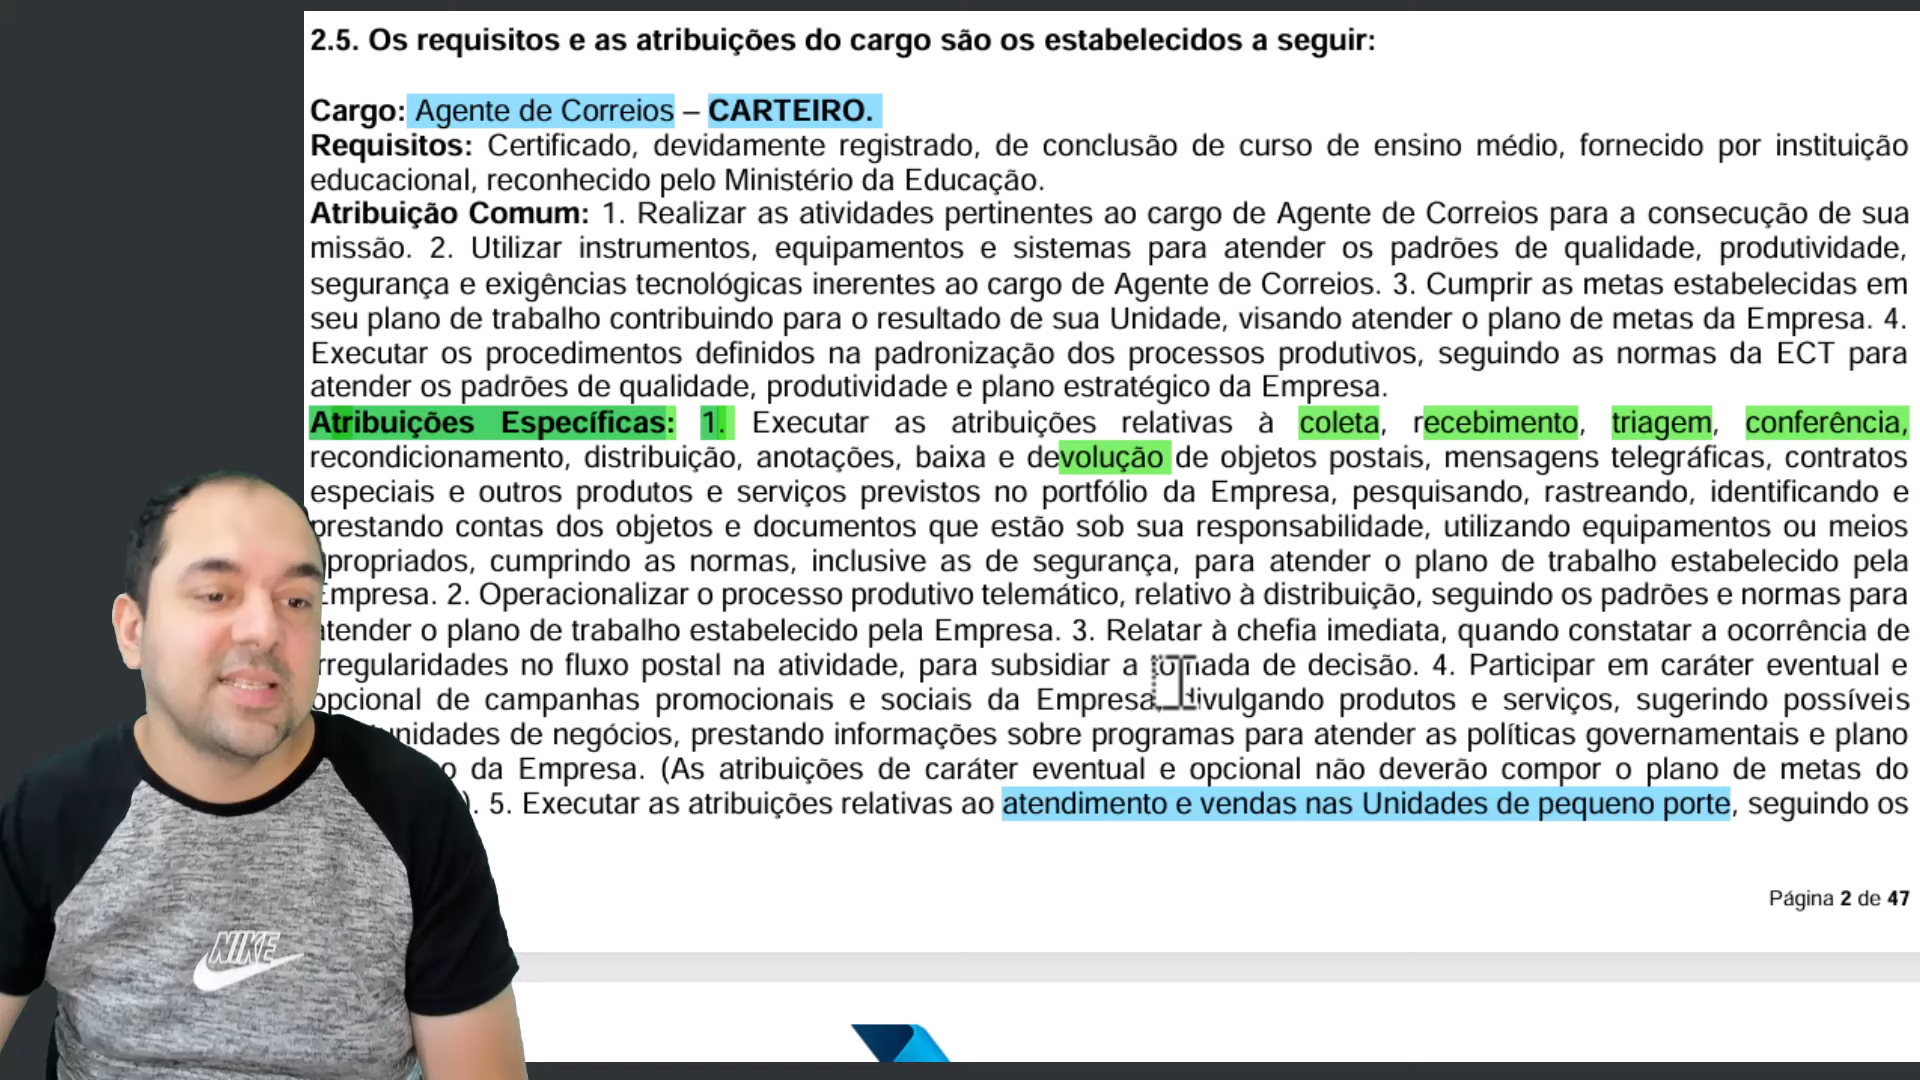 2.5. Os requisitos e as atribuições do cargo são os estabelecidos a seguir:
Cargo: Agente de Correios – CARTEIRO.
Requisitos: Certificado, devidamente registrado, de conclusão de curso de ensino médio, fornecido por instituição
educacional, reconhecido pelo Ministério da Educação.
Atribuição Comum: 1. Realizar as atividades pertinentes ao cargo de Agente de Correios para a consecução de sua
missão. 2. Utilizar instrumentos, equipamentos e sistemas para atender os padrões de qualidade, produtividade,
segurança e exigências tecnológicas inerentes ao cargo de Agente de Correios. 3. Cumprir as metas estabelecidas em
seu plano de trabalho contribuindo para o resultado de sua Unidade, visando atender o plano de metas da Empresa. 4.
Executar os procedimentos definidos na padronização dos processos produtivos, seguindo as normas da ECT para
atender os padrões de qualidade, produtividade e plano estratégico da Empresa.
Atribuições Específicas: 1. Executar as atribuições relativas à coleta, recebimento, triagem, conferência,
recondicionamento, distribuição, anotações, baixa e devolução de objetos postais, mensagens telegráficas, contratos
especiais e outros produtos e serviços previstos no portfólio da Empresa, pesquisando, rastreando, identificando e
prestando contas dos objetos e documentos que estão sob sua responsabilidade, utilizando equipamentos ou meios
propriados, cumprindo as normas, inclusive as de segurança, para atender o plano de trabalho estabelecido pela
Empresa. 2. Operacionalizar o processo produtivo telemático, relativo à distribuição, seguindo os padrões e normas para
atender o plano de trabalho estabelecido pela Empresa. 3. Relatar à chefia imediata, quando constatar a ocorrência de
irregularidades no fluxo postal na atividade, para subsidiar a tomada de decisão. 4. Participar em caráter eventual e
opcional de campanhas promocionais e sociais da Empresa, divulgando produtos e serviços, sugerindo possíveis
unidades de negócios, prestando informações sobre programas para atender as políticas governamentais e plano
o da Empresa. (As atribuições de caráter eventual e opcional não deverão compor o plano de metas do
). 5. Executar as atribuições relativas ao atendimento e vendas nas Unidades de pequeno porte, seguindo os
Página 2 de 47
NIKE